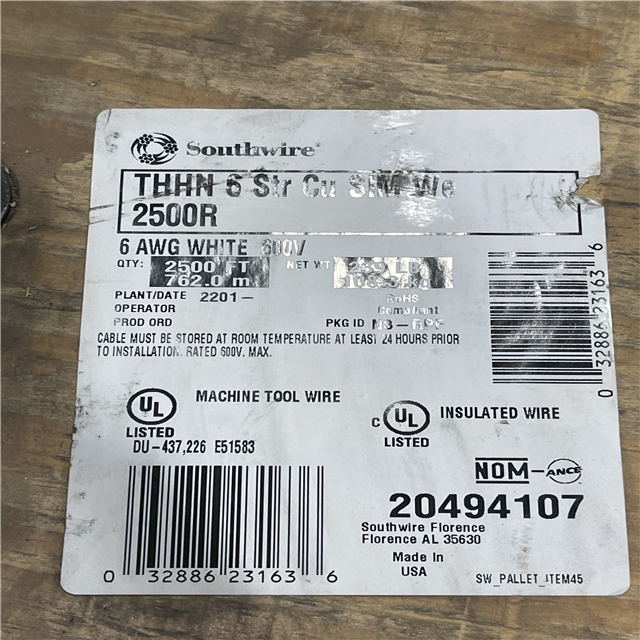 Southwire
THHN 6 Str Cu SIM We
2500R
6 AWG WHITE 600V
QTY: 2500 FT NET WT LB
762.0 m
PLANT/DATE 2201- RoHS
OPERATOR Compliant
PROD ORD PKG ID
CABLE MUST BE STORED AT ROOM TEMPERATURE AT LEAST 24 HOURS PRIOR
TO INSTALLATION. RATED 600V. MAX.
0 32886 23163 6
UL MACHINE TOOL WIRE
LISTED
DU-437,226 E51583
C UL INSULATED WIRE
LISTED
NOM-ANCE
20494107
Southwire Florence
Florence AL 35630
Made In
USA
0 32886 23163 6
SW_PALLET_ITEM45